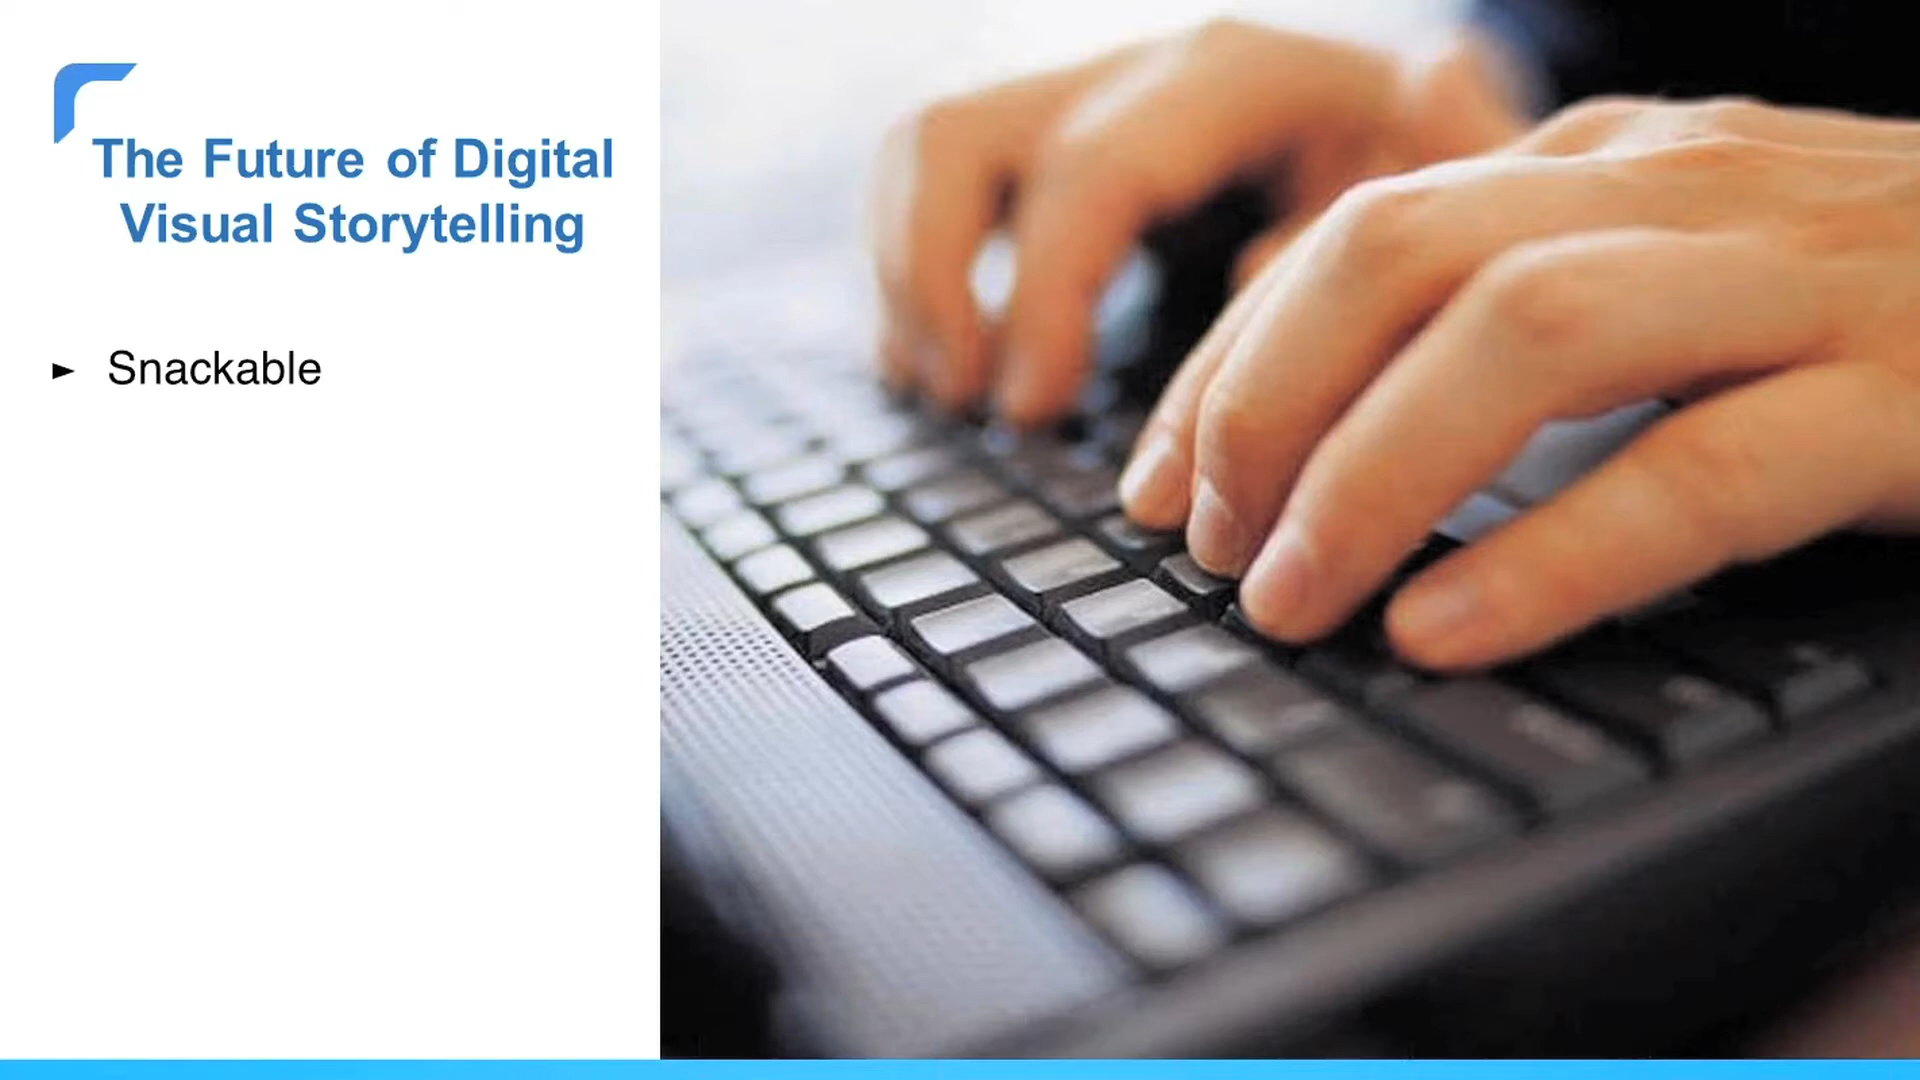 The Future of Digital
Visual Storytelling
► Snackable